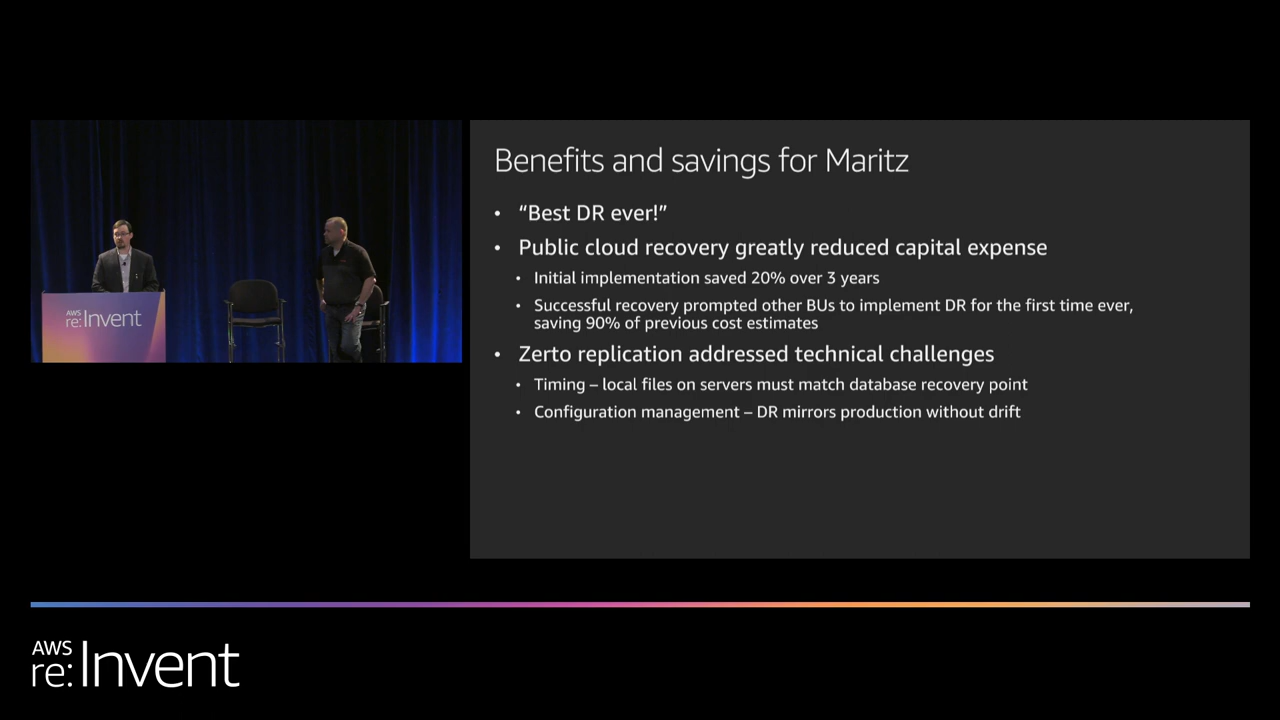 Benefits and savings for Maritz
• “Best DR ever!”
• Public cloud recovery greatly reduced capital expense
• Initial implementation saved 20% over 3 years
• Successful recovery prompted other BUs to implement DR for the first time ever,
saving 90% of previous cost estimates
• Zerto replication addressed technical challenges
• Timing – local files on servers must match database recovery point
• Configuration management – DR mirrors production without drift
AWS
re:Invent
AWS
re:Invent